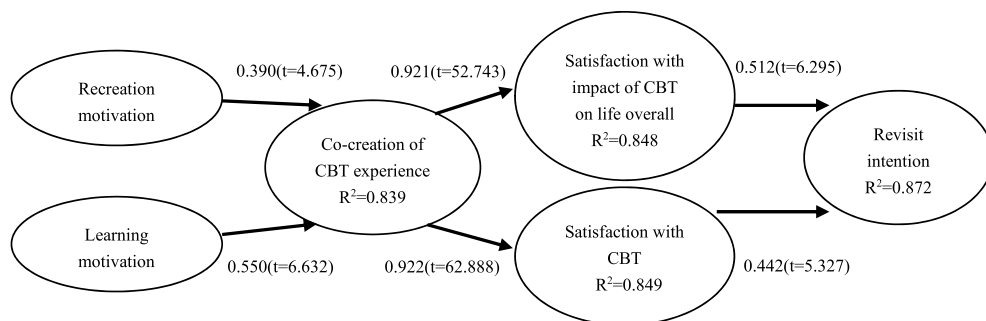 Recreation
motivation
0.390(t=4.675)
Learning
motivation
0.550(t=6.632)
Co-creation of
CBT experience
R²=0.839
0.921(t=52.743)
0.922(t=62.888)
Satisfaction with
impact of CBT
on life overall
R²=0.848
Satisfaction with
CBT
R²=0.849
0.512(t=6.295)
0.442(t=5.327)
Revisit
intention
R²=0.872